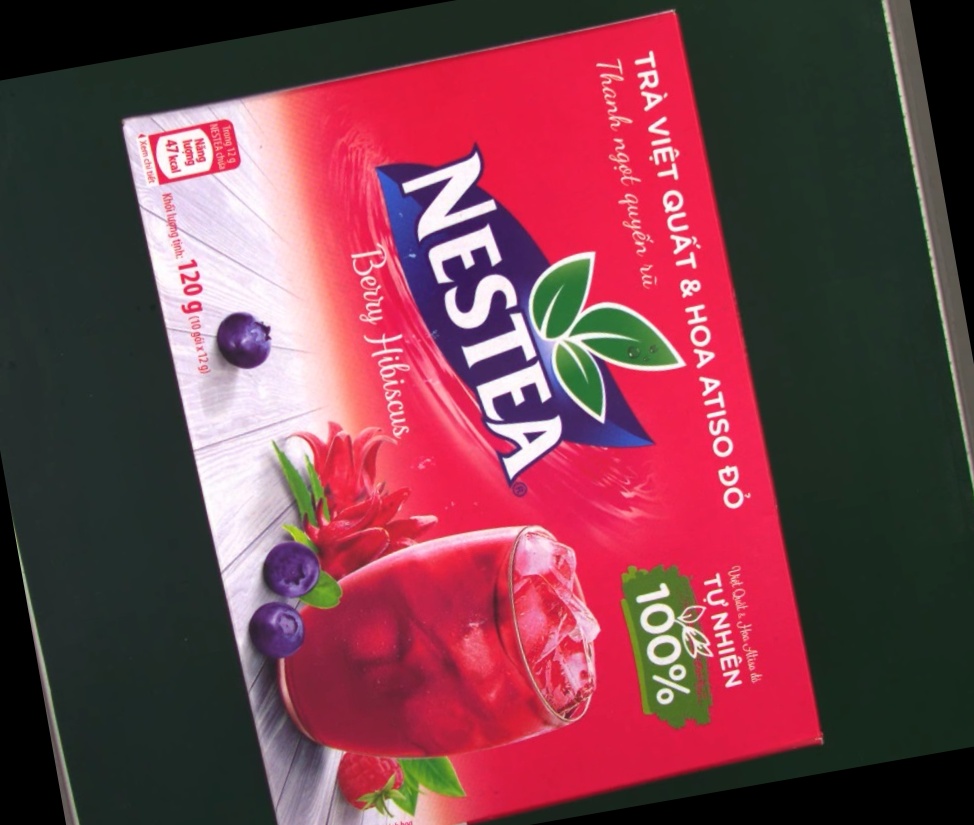 TRÀ VIỆT QUẤT & HOA ATISO ĐỎ
Thanh ngọt quyến rũ
NESTEA®
Berry Hibiscus
Việt Quất & Hoa Atiso đỏ
TỰ NHIÊN
100%
Trong 12 g
NESTEA chứa
Năng
lượng
47 kcal
Xem chi tiết
Khối lượng tịnh: 120 g (10 gói x 12 g)